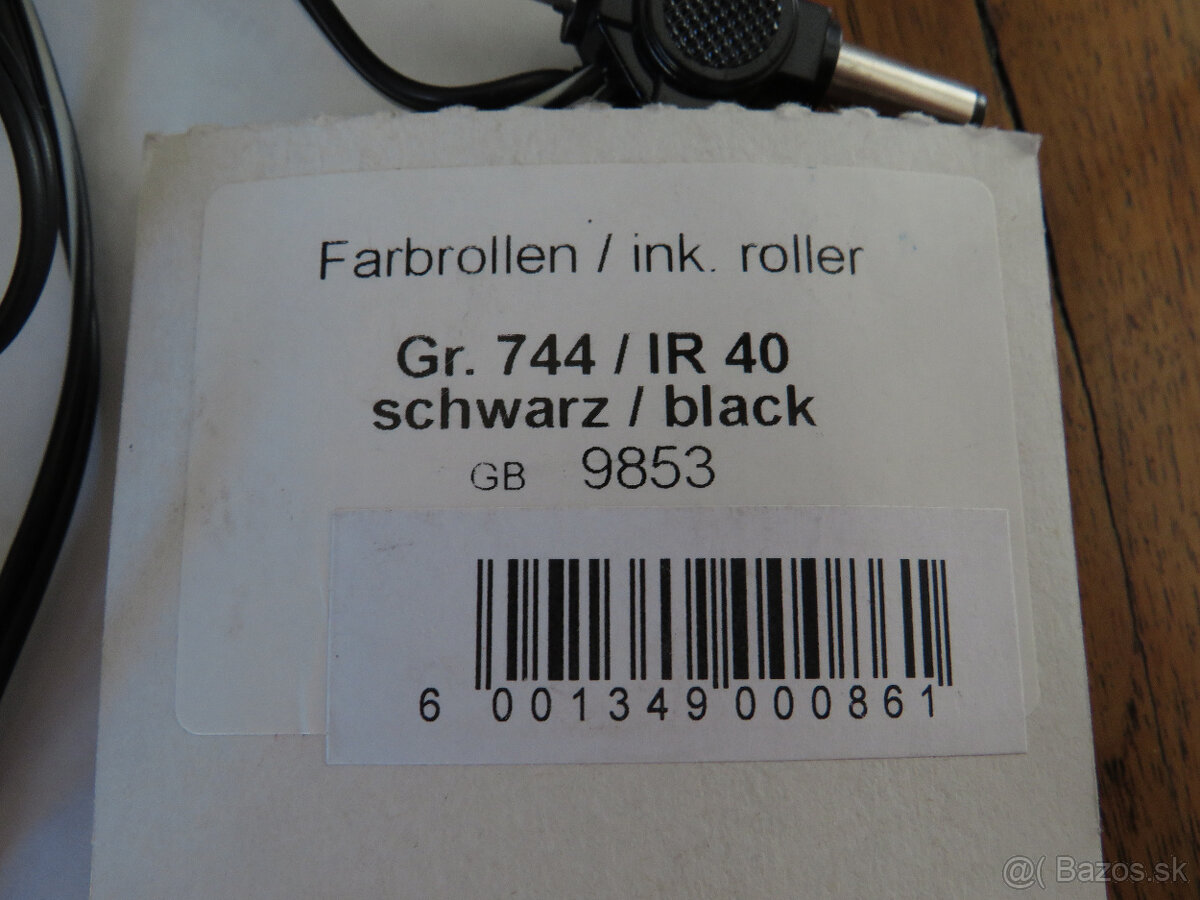 Farbrollen / ink. roller
Gr. 744 / IR 40
schwarz / black
GB 9853
6 001349 000861
@( Bazos.sk